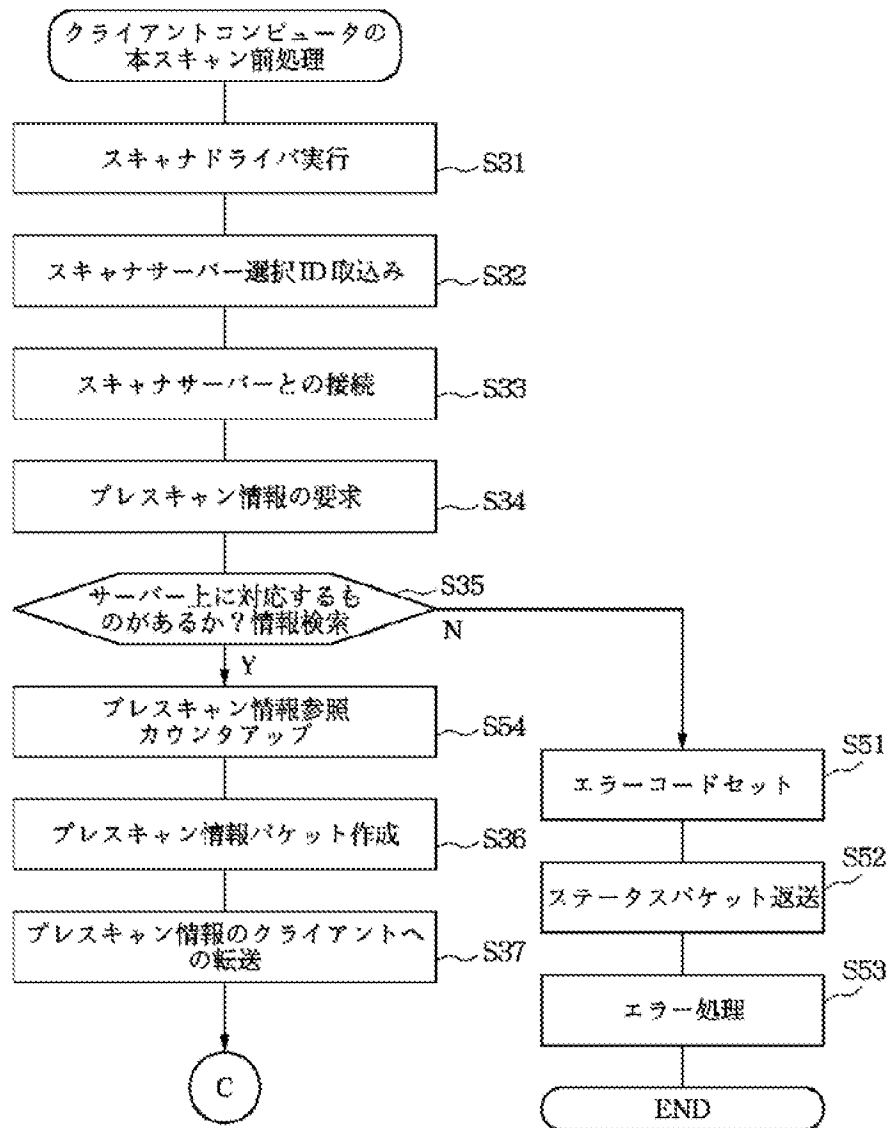 クライアントコンピュータの
本スキャン前処理
スキャナドライバ実行
S31
スキャナサーバー選択ID取込み
S32
スキャナサーバーとの接続
S33
プレスキャン情報の要求
S34
サーバー上に対応するも
のがあるか？情報検索
S35
N
Y
プレスキャン情報参照
カウンタアップ
S54
プレスキャン情報パケット作成
S36
プレスキャン情報のクライアントへ
の転送
S37
C
エラーコードセット
S51
ステータスパケット返送
S52
エラー処理
S53
END